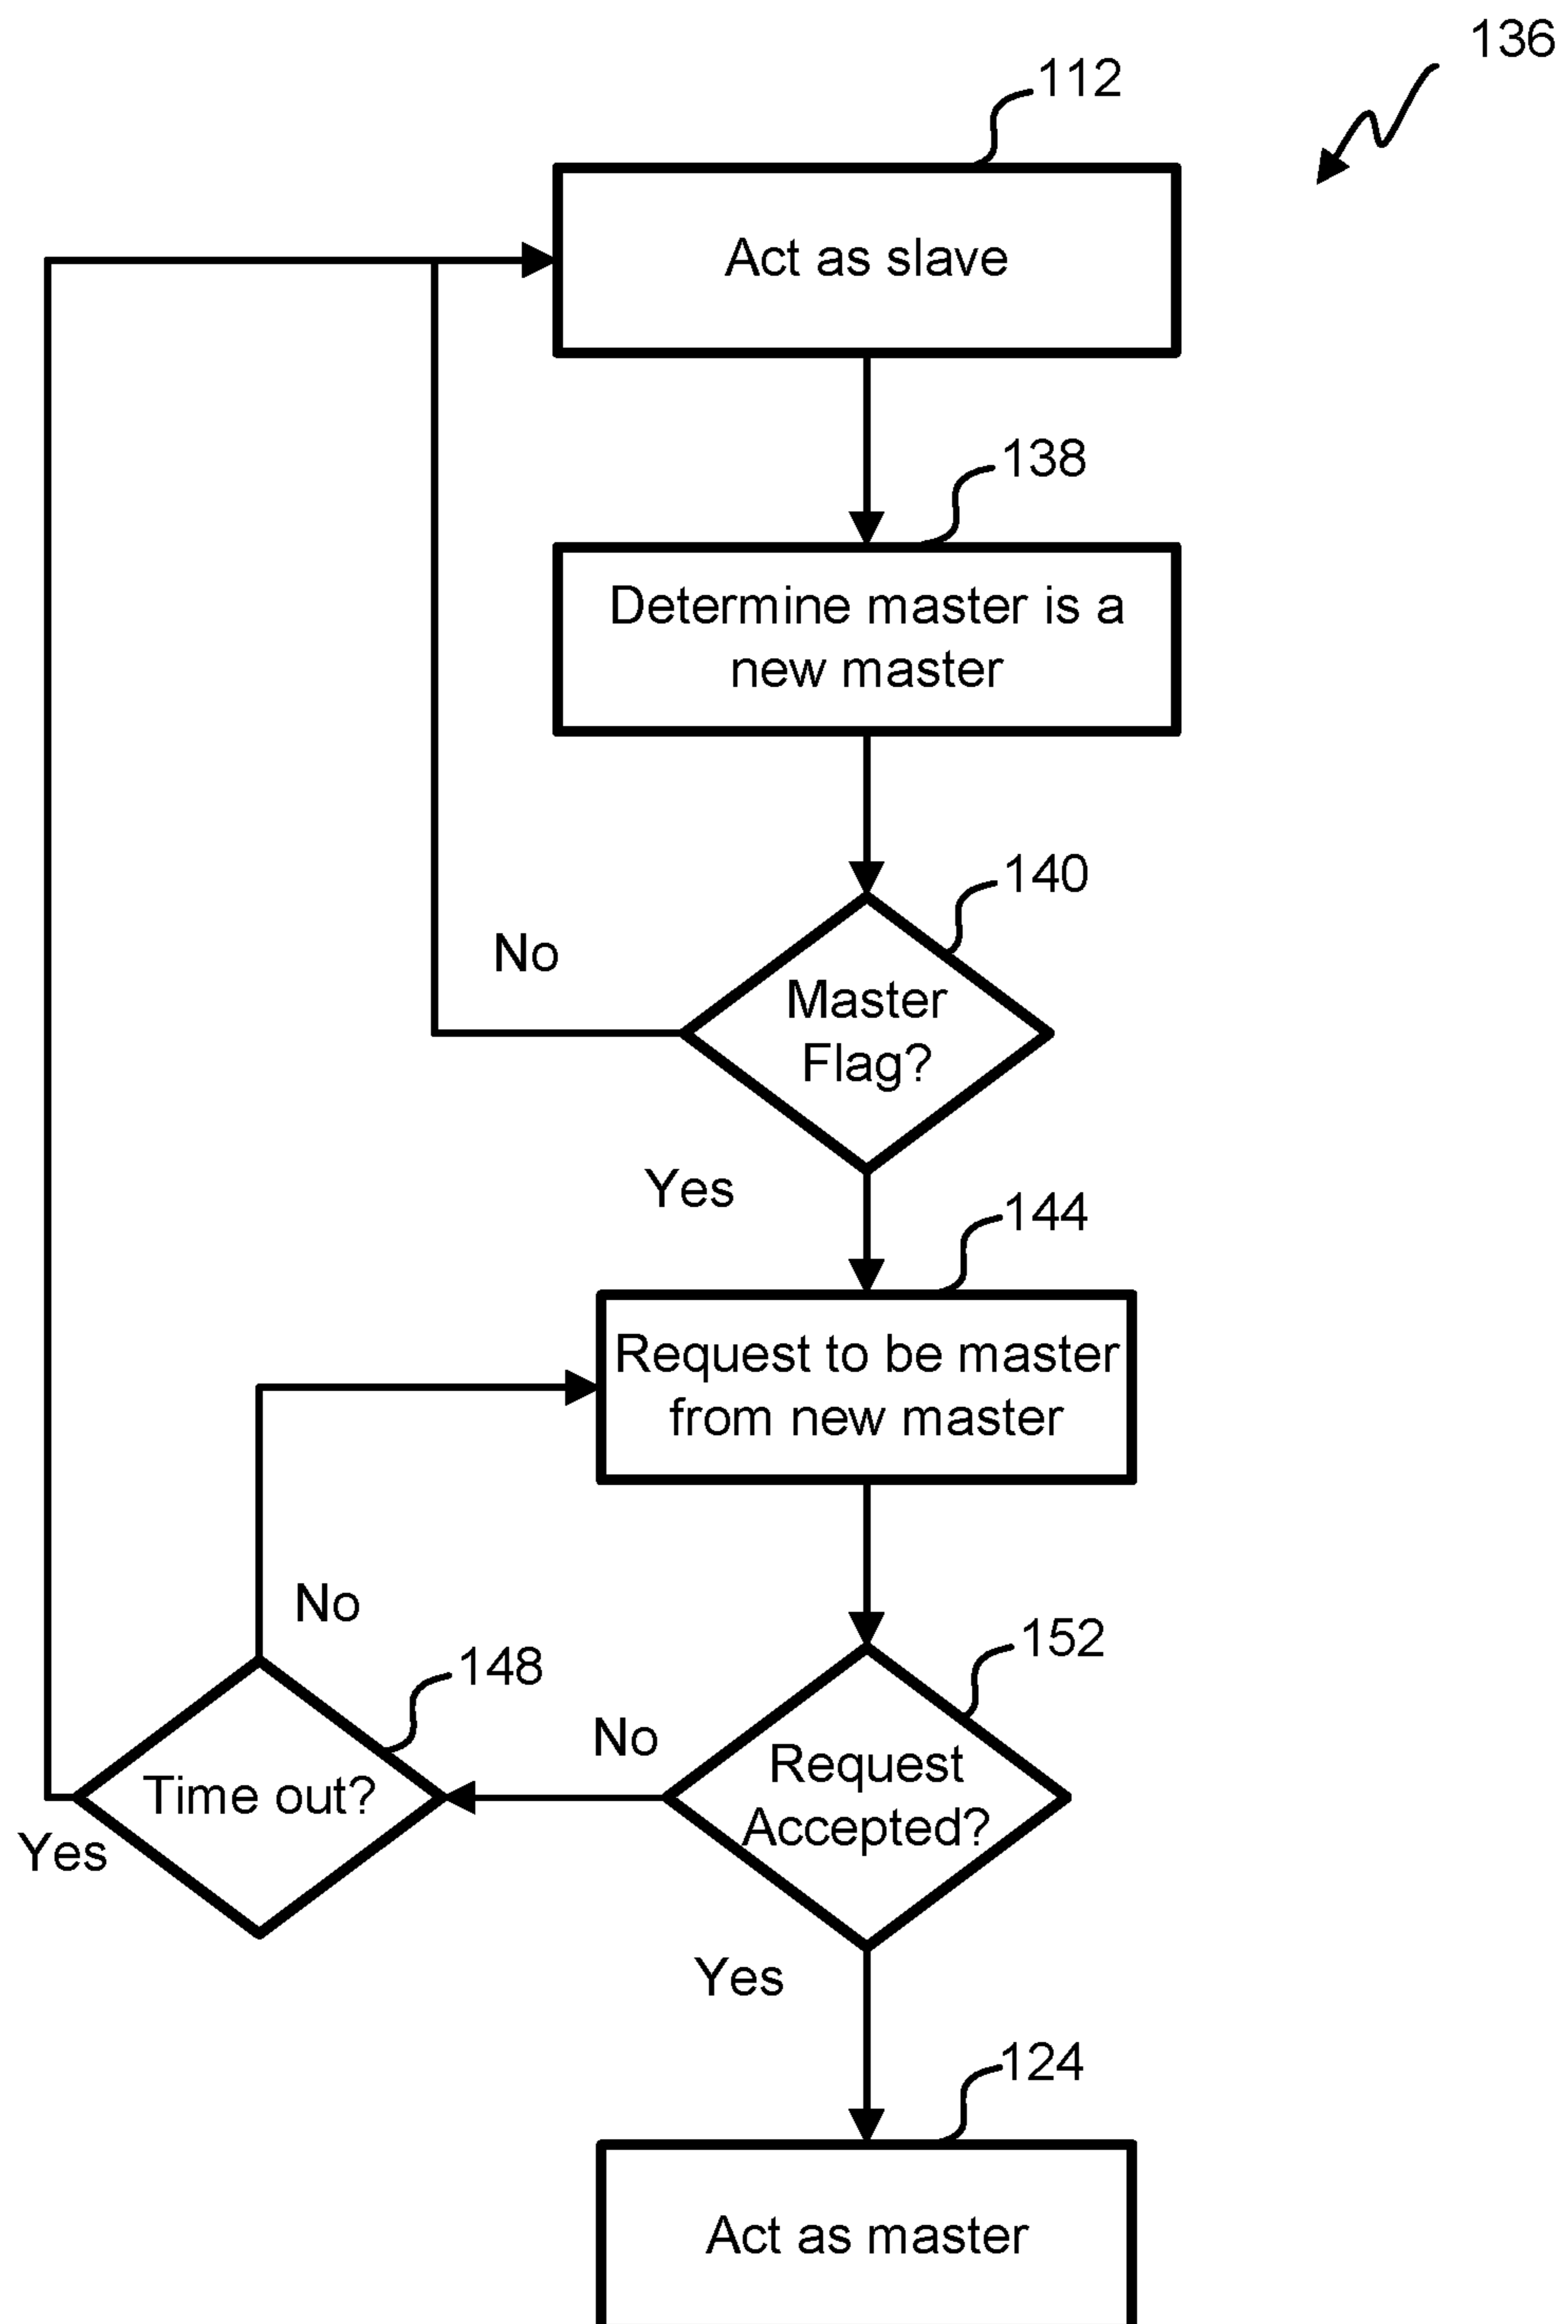 136
112
Act as slave
138
Determine master is a
new master
140
No
Master
Flag?
Yes
144
Request to be master
from new master
No
152
148
No
Request
Accepted?
Time out?
Yes
Yes
124
Act as master